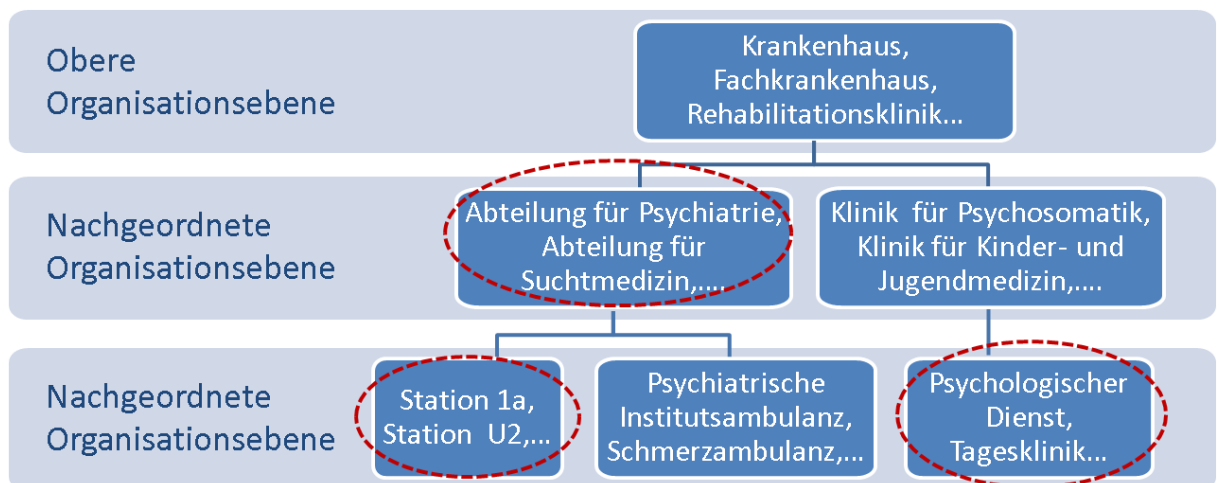 Obere
Organisationsebene
Krankenhaus,
Fachkrankenhaus,
Rehabilitationsklinik...
Nachgeordnete
Organisationsebene
Abteilung für Psychiatrie,
Abteilung für
Suchtmedizin,....
Klinik für Psychosomatik,
Klinik für Kinder- und
Jugendmedizin,....
Nachgeordnete
Organisationsebene
Station 1a,
Station U2,...
Psychiatrische
Institutsambulanz,
Schmerzambulanz,...
Psychologischer
Dienst,
Tagesklinik...